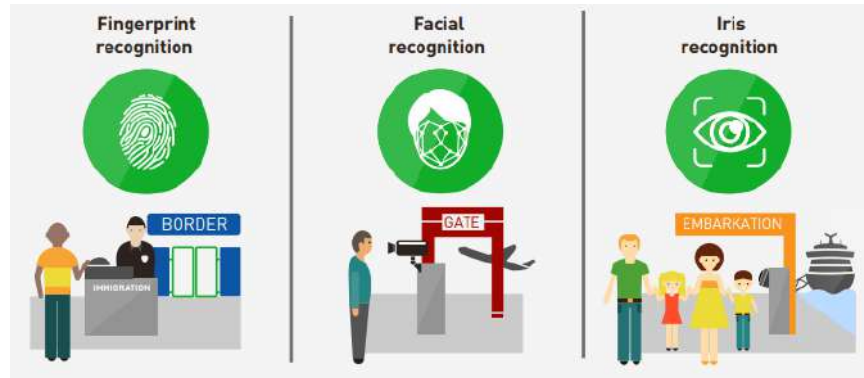 Fingerprint
recognition
Facial
recognition
Iris
recognition
BORDER
IMMIGRATION
GATE
EMBARKATION